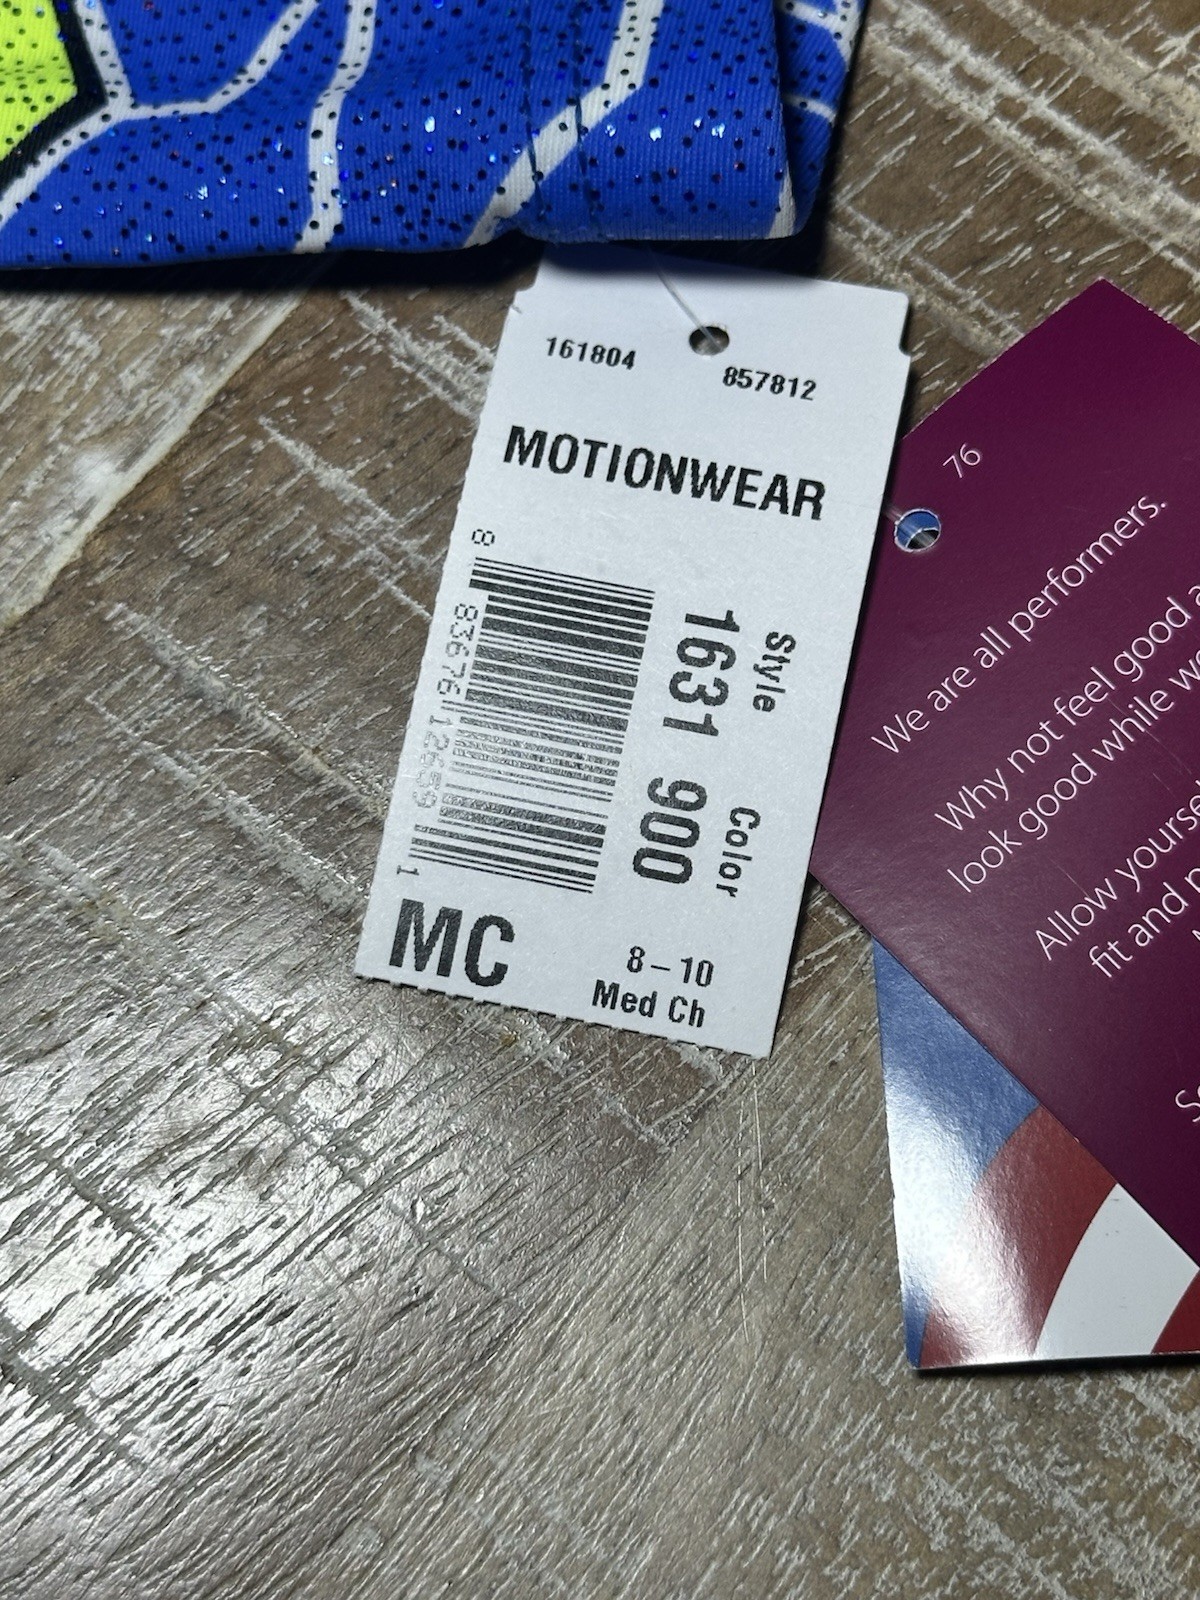 161804
857812
MOTIONWEAR
8 83676 12659 1
Style Color
1631 900
MC
8-10
Med Ch
76
We are all performers.
Why not feel good a
look good while we
Allow yourse
fit and